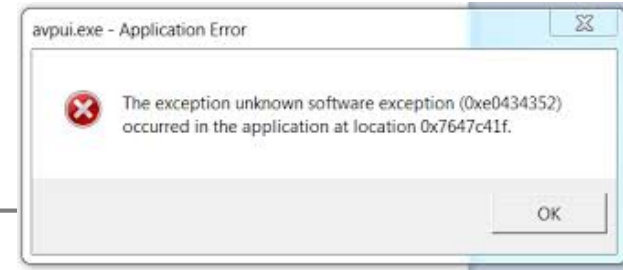 avpui.exe - Application Error
The exception unknown software exception (0xe0434352)
occurred in the application at location 0x7647c41f.
OK